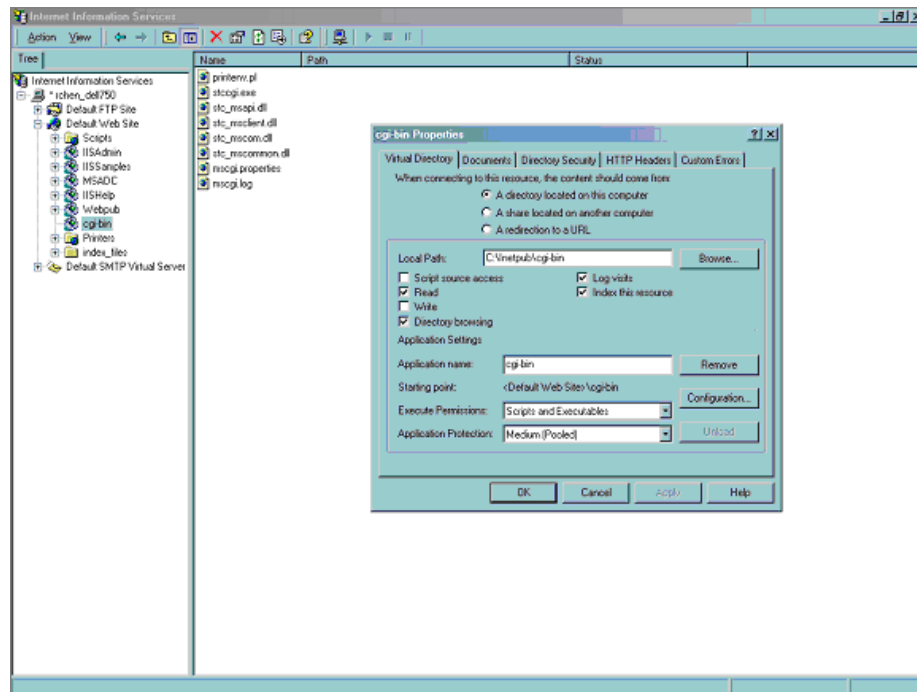 Internet Information Services
Action View
Tree
Name Path Status
Internet Information Services
* rchen_dell750
Default FTP Site
Default Web Site
Scripts
IISAdmin
IISSamples
MSADC
IISHelp
Webpub
cgi-bin
Printers
index_files
Default SMTP Virtual Server
printenv.pl
stccgi.exe
stc_msapi.dll
stc_msclient.dll
stc_mscom.dll
stc_mscommon.dll
mscgi.properties
mscgi.log
cgi-bin Properties
Virtual Directory Documents Directory Security HTTP Headers Custom Errors
When connecting to this resource, the content should come from:
A directory located on this computer
A share located on another computer
A redirection to a URL
Local Path: C:\Inetpub\cgi-bin Browse...
Script source access Log visits
Read Index this resource
Write
Directory browsing
Application Settings
Application name: cgi-bin Remove
Starting point: <Default Web Site>\cgi-bin
Configuration...
Execute Permissions: Scripts and Executables
Application Protection: Medium (Pooled) Unload
OK Cancel Apply Help